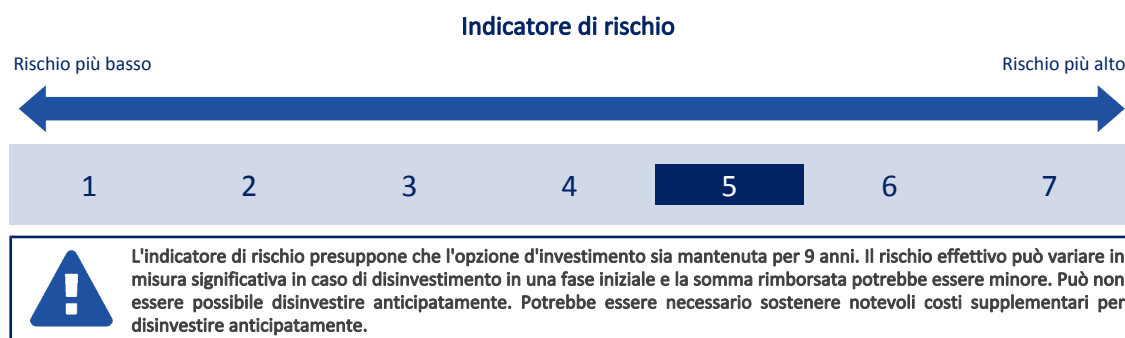 Indicatore di rischio
Rischio più basso
Rischio più alto
1 2 3 4 5 6 7
L'indicatore di rischio presuppone che l'opzione d'investimento sia mantenuta per 9 anni. Il rischio effettivo può variare in
misura significativa in caso di disinvestimento in una fase iniziale e la somma rimborsata potrebbe essere minore. Può non
essere possibile disinvestire anticipatamente. Potrebbe essere necessario sostenere notevoli costi supplementari per
disinvestire anticipatamente.